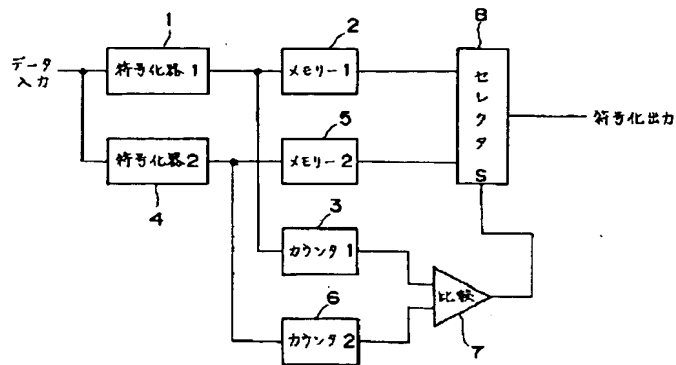 1
2
8
データ
入力
符号化器1
メモリー1
セレクタ
S
符号化出力
符号化器2
4
5
メモリー2
3
カウンタ1
6
カウンタ2
比較
7